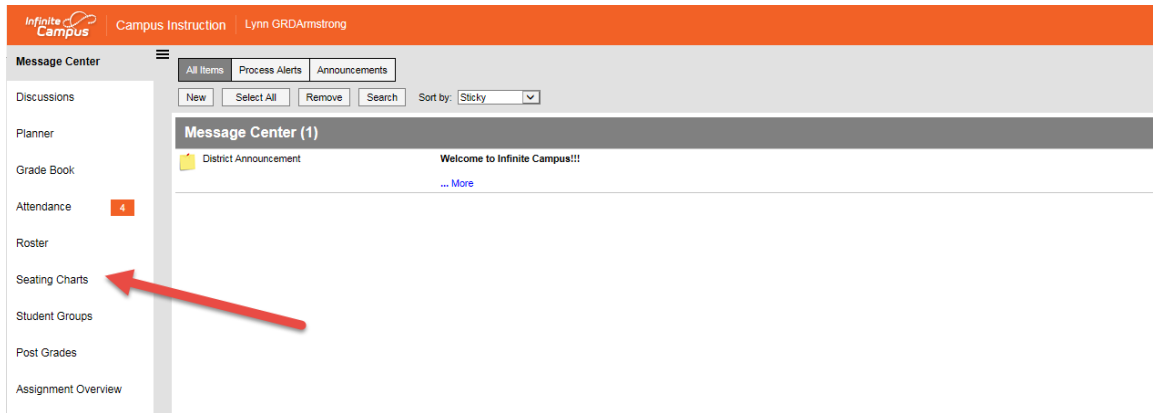 Infinite Campus Campus Instruction Lynn GRDArmstrong
Message Center
Discussions
Planner
Grade Book
Attendance 4
Roster
Seating Charts
Student Groups
Post Grades
Assignment Overview
All Items Process Alerts Announcements
New Select All Remove Search Sort by: Sticky
Message Center (1)
District Announcement Welcome to Infinite Campus!!!
... More